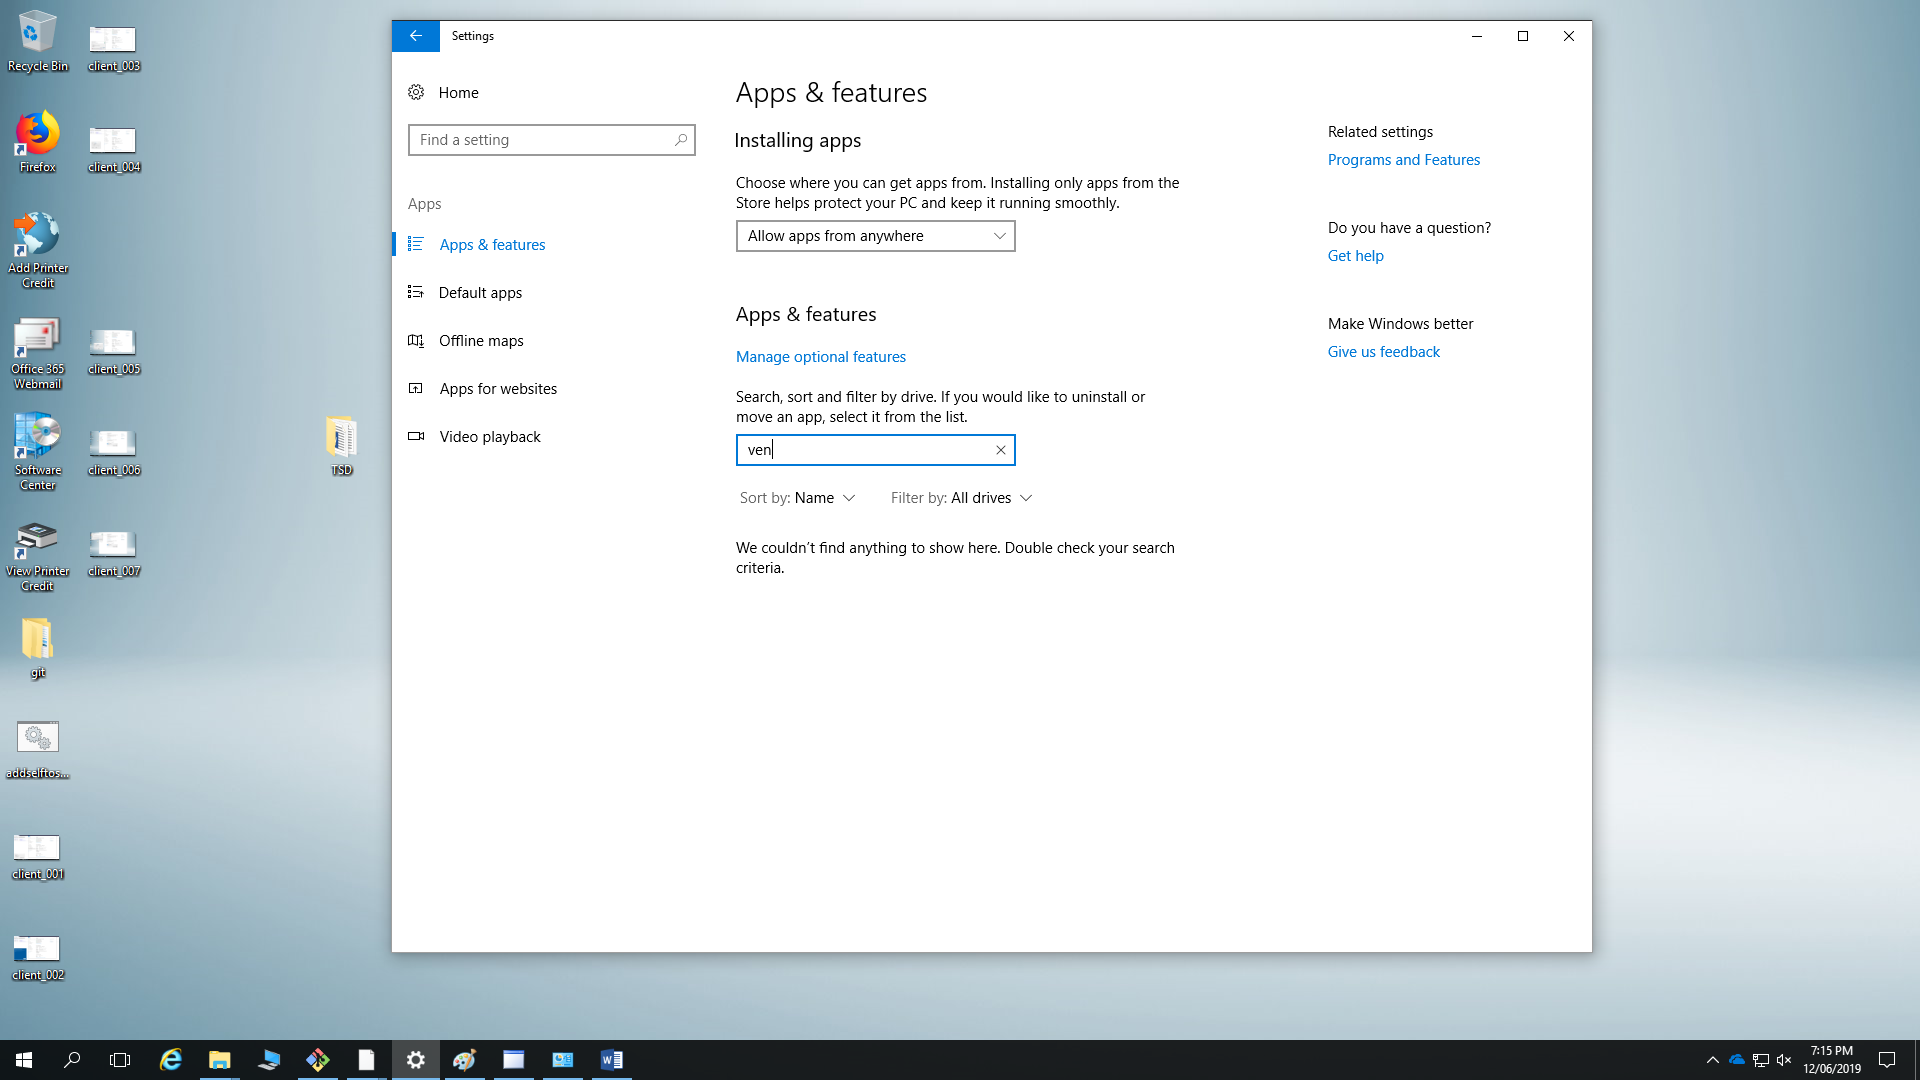 Recycle Bin
client_003
Firefox
client_004
Add Printer
Credit
Office 365
Webmail
client_005
Software
Center
client_006
TSD
View Printer
Credit
client_007
git
addselftos...
client_001
client_002
Settings
Home
Find a setting
Apps
Apps & features
Default apps
Offline maps
Apps for websites
Video playback
Apps & features
Installing apps
Choose where you can get apps from. Installing only apps from the
Store helps protect your PC and keep it running smoothly.
Allow apps from anywhere
Apps & features
Manage optional features
Search, sort and filter by drive. If you would like to uninstall or
move an app, select it from the list.
ven
Sort by: Name
Filter by: All drives
We couldn't find anything to show here. Double check your search
criteria.
Related settings
Programs and Features
Do you have a question?
Get help
Make Windows better
Give us feedback
7:15 PM
12/06/2019